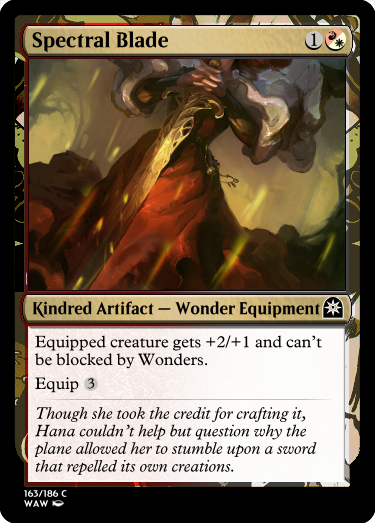 Spectral Blade 1
Kindred Artifact — Wonder Equipment
Equipped creature gets +2/+1 and can't
be blocked by Wonders.
Equip 3
Though she took the credit for crafting it,
Hana couldn't help but question why the
plane allowed her to stumble upon a sword
that repelled its own creations.
163/186 C
WAW